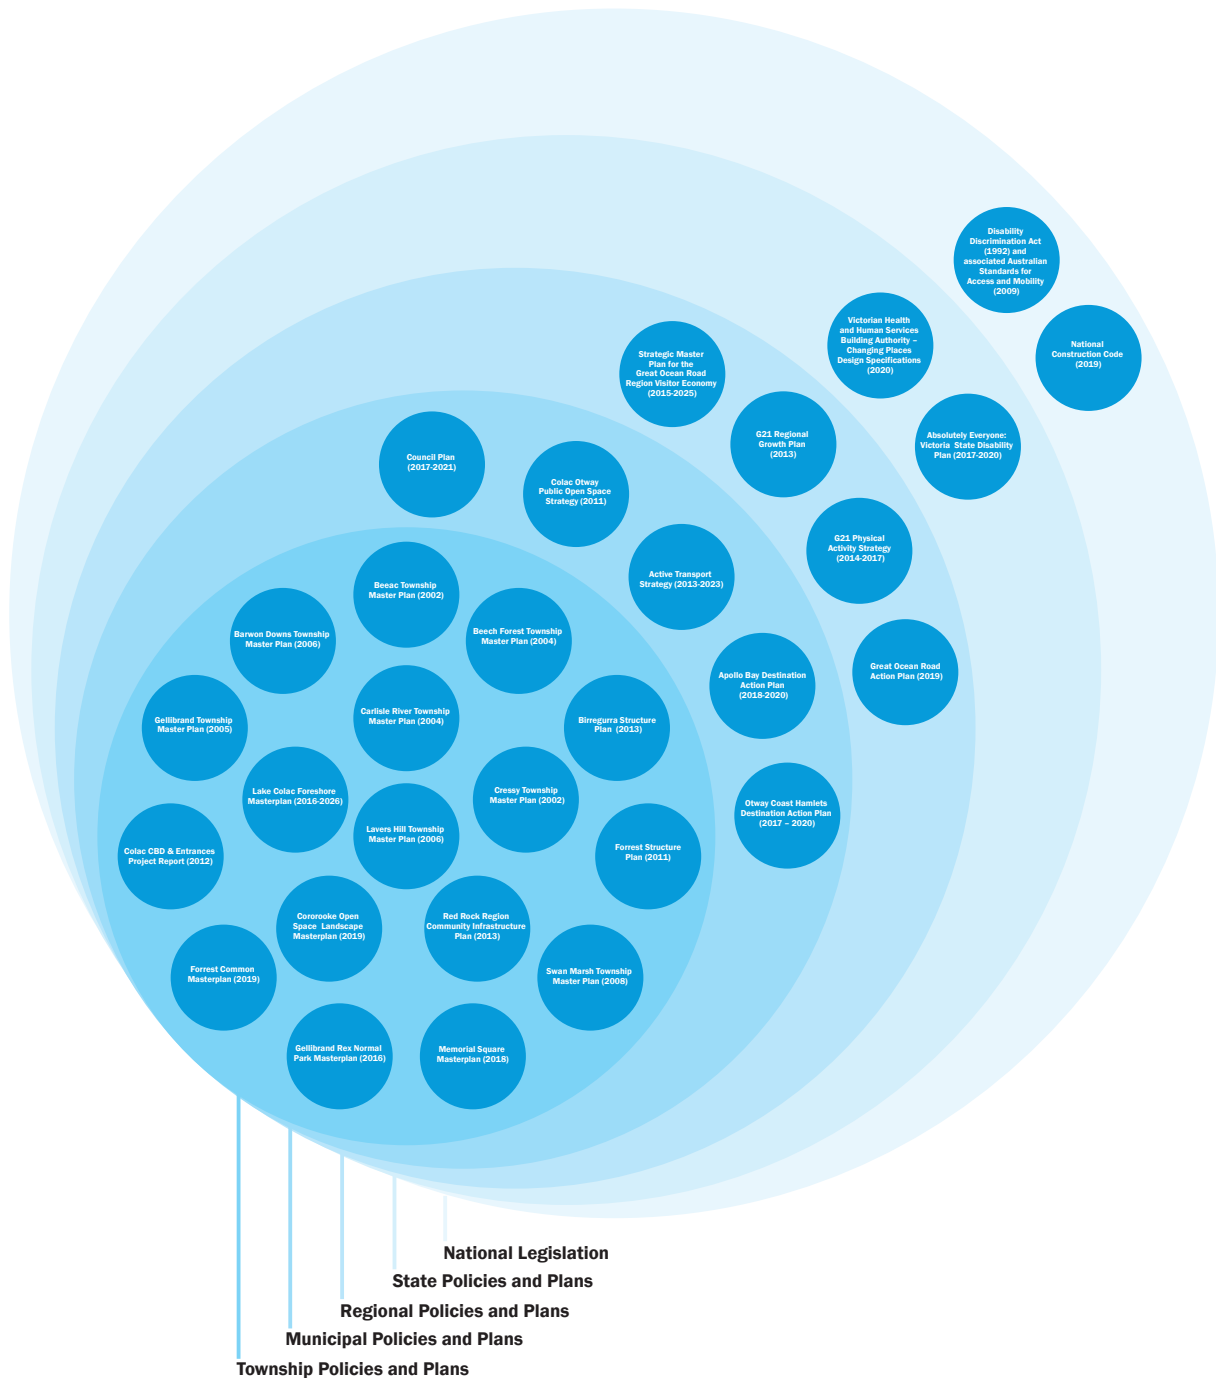 Disability
Discrimination Act
(1992) and
associated Australian
Standards for
Access and Mobility
(2009)
National
Construction Code
(2019)
Victorian Health
and Human Services
Building Authority –
Changing Places
Design Specifications
(2020)
Absolutely Everyone:
Victoria State Disability
Plan (2017-2020)
Strategic Master
Plan for the
Great Ocean Road
Region Visitor Economy
(2015-2025)
G21 Regional
Growth Plan
(2013)
G21 Physical
Activity Strategy
(2014-2017)
Great Ocean Road
Action Plan (2019)
Council Plan
(2017-2021)
Colac Otway
Public Open Space
Strategy (2011)
Active Transport
Strategy (2013-2023)
Apollo Bay Destination
Action Plan
(2018-2020)
Otway Coast Hamlets
Destination Action Plan
(2017 – 2020)
Beeac Township
Master Plan (2002)
Barwon Downs Township
Master Plan (2006)
Beech Forest Township
Master Plan (2004)
Gellibrand Township
Master Plan (2005)
Carlisle River Township
Master Plan (2004)
Birregurra Structure
Plan (2013)
Lake Colac Foreshore
Masterplan (2016-2026)
Cressy Township
Master Plan (2002)
Lavers Hill Township
Master Plan (2006)
Colac CBD & Entrances
Project Report (2012)
Forrest Structure
Plan (2011)
Cororooke Open
Space Landscape
Masterplan (2019)
Red Rock Region
Community Infrastructure
Plan (2013)
Forrest Common
Masterplan (2019)
Swan Marsh Township
Master Plan (2008)
Gellibrand Rex Normal
Park Masterplan (2016)
Memorial Square
Masterplan (2018)
National Legislation
State Policies and Plans
Regional Policies and Plans
Municipal Policies and Plans
Township Policies and Plans